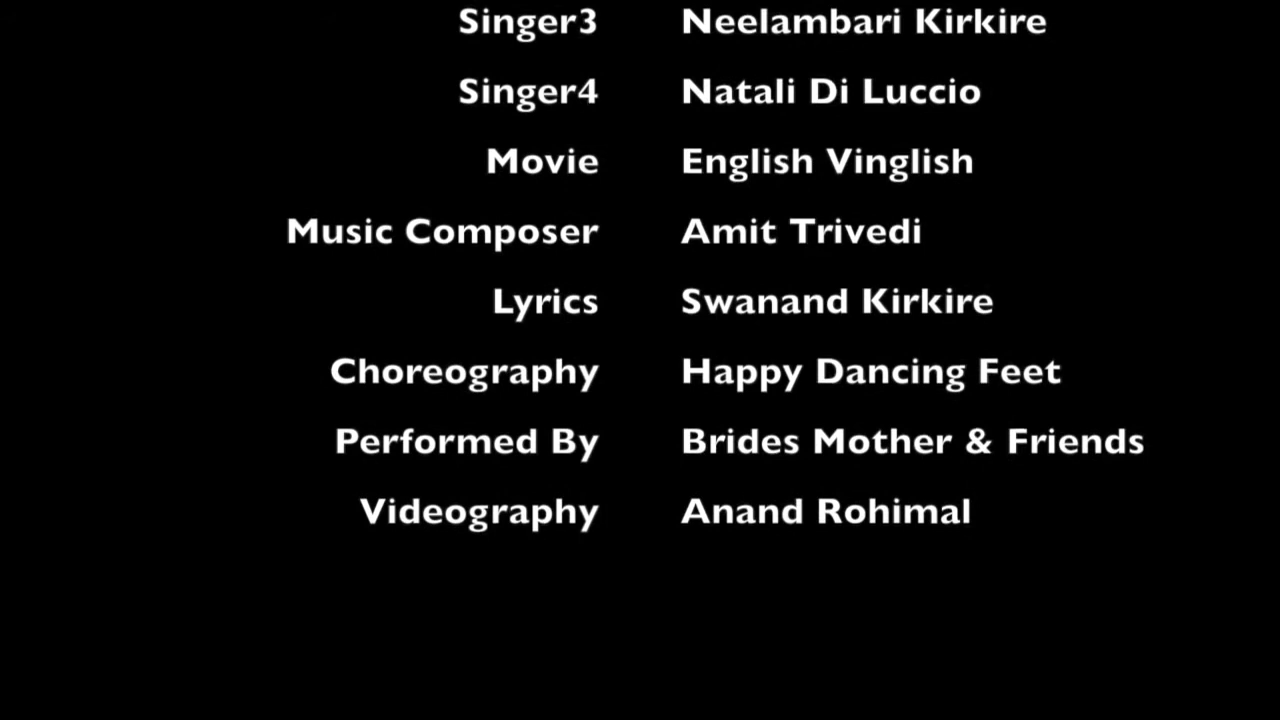 Singer3 Neelambari Kirkire
Singer4 Natali Di Luccio
Movie English Vinglish
Music Composer Amit Trivedi
Lyrics Swanand Kirkire
Choreography Happy Dancing Feet
Performed By Brides Mother & Friends
Videography Anand Rohimal